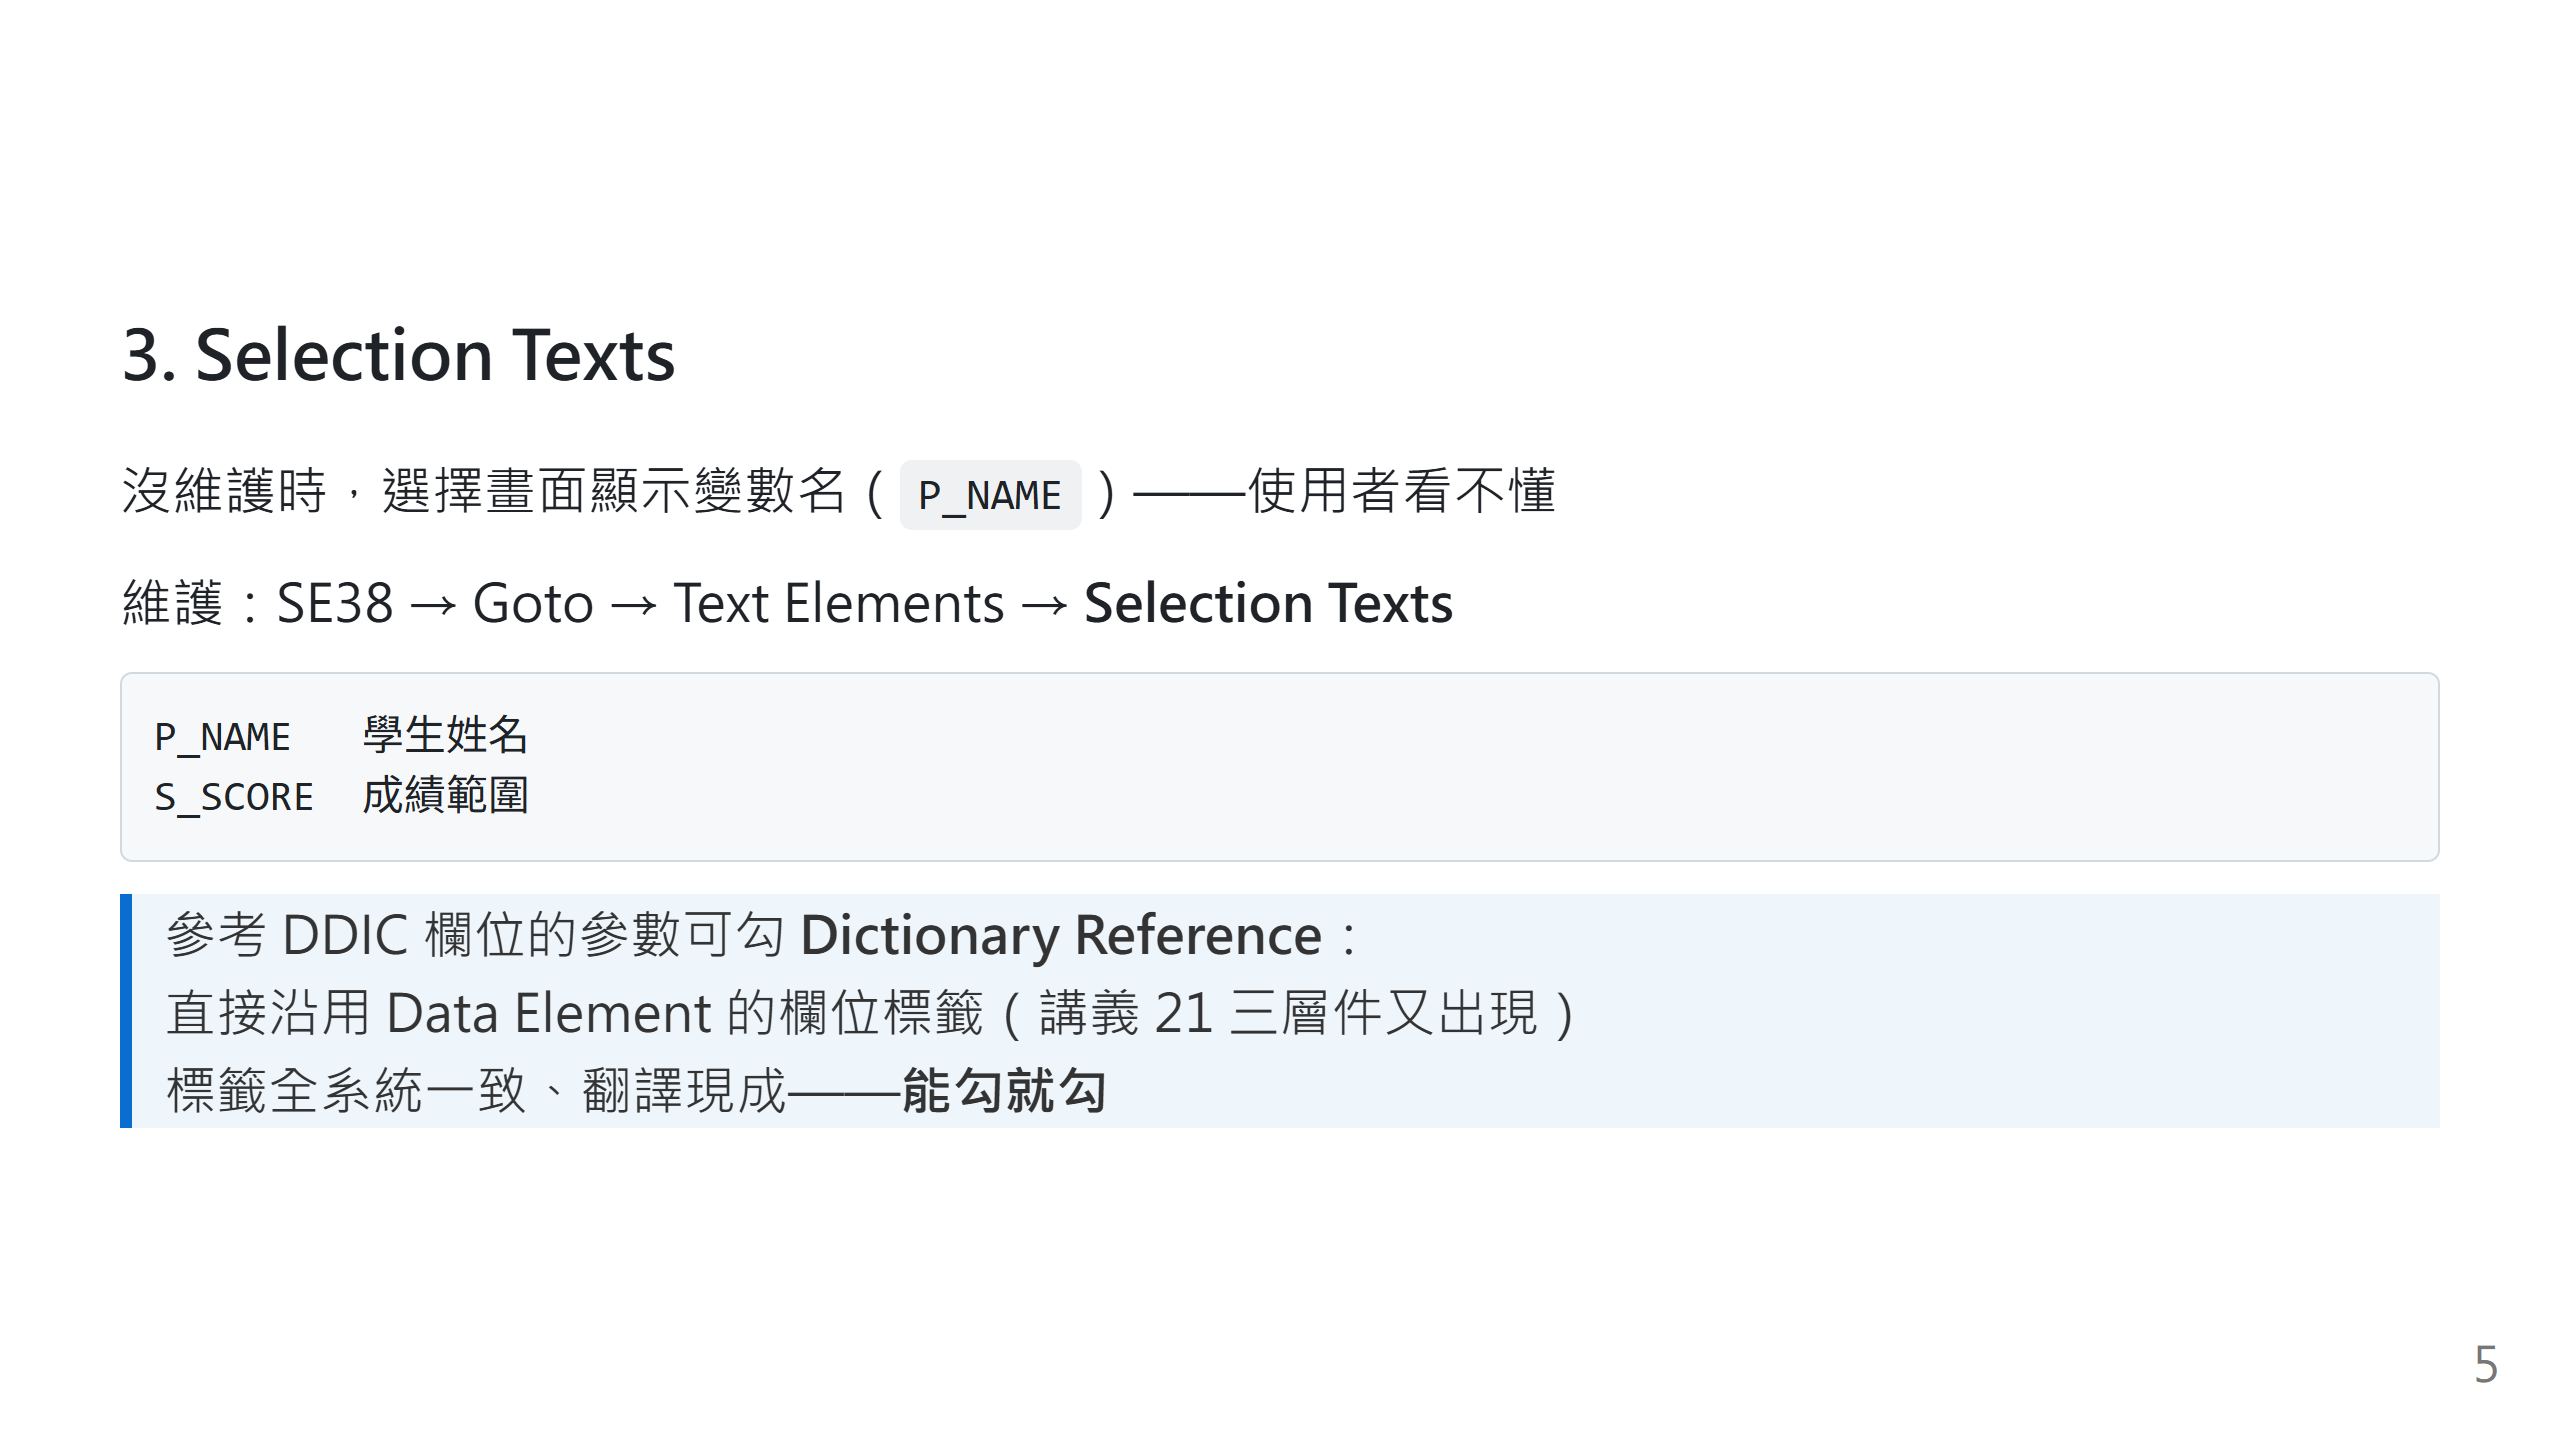 3. Selection Texts
沒維護時，選擇畫面顯示變數名（ P_NAME ）——使用者看不懂
維護：SE38 → Goto → Text Elements → Selection Texts
P_NAME   學生姓名
S_SCORE  成績範圍
參考 DDIC 欄位的參數可勾 Dictionary Reference：
直接沿用 Data Element 的欄位標籤（講義 21 三層件又出現）
標籤全系統一致、翻譯現成——能勾就勾
5